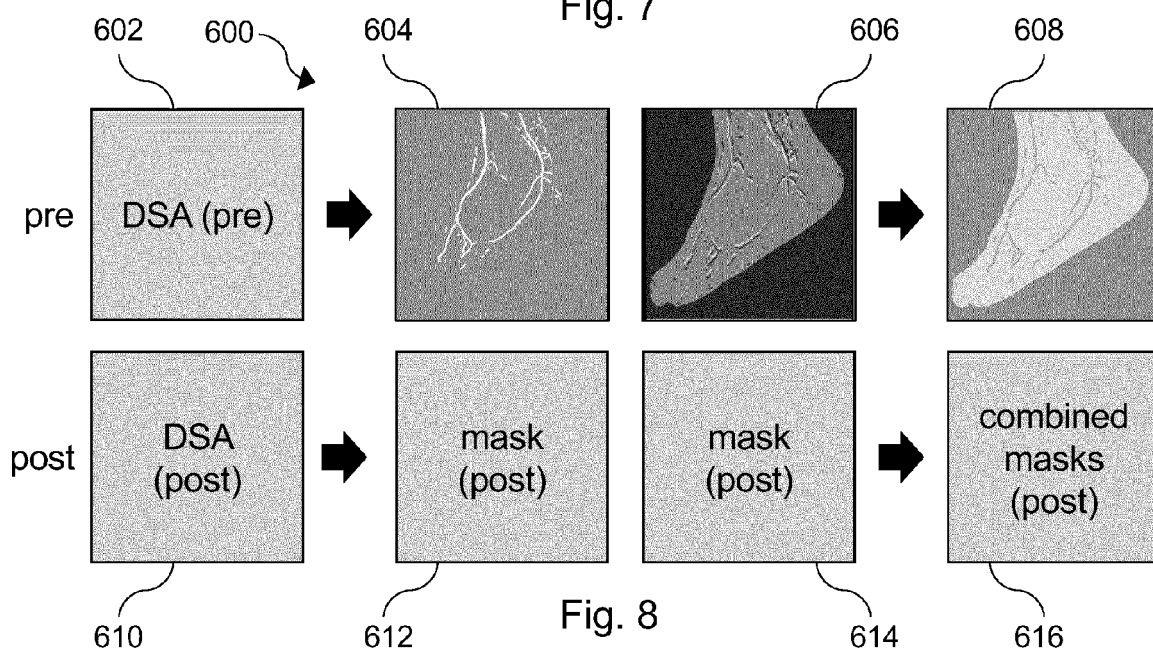 Fig. 7
602 600 604 606 608
pre DSA (pre)
post DSA (post) mask (post) mask (post) combined masks (post)
610 612 Fig. 8 614 616